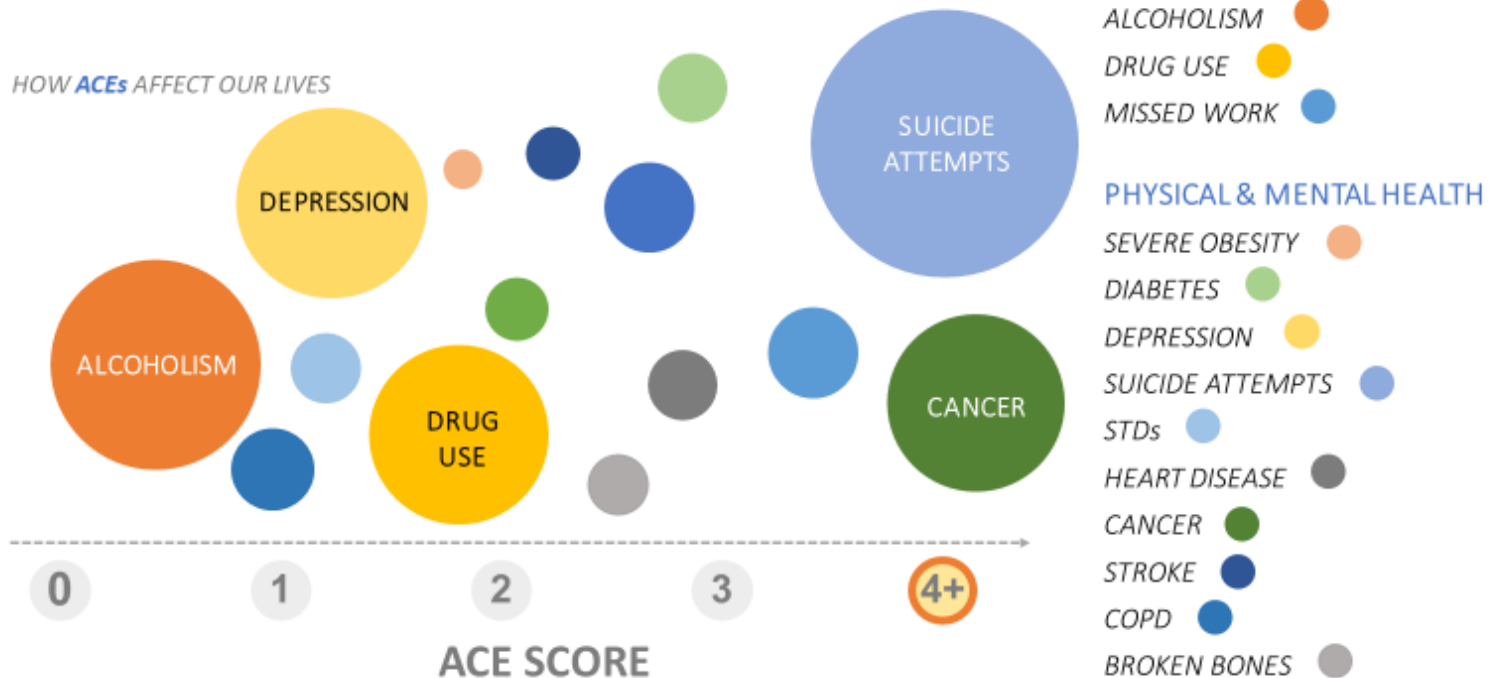 HOW ACEs AFFECT OUR LIVES
DEPRESSION
SUICIDE
ATTEMPTS
ALCOHOLISM
DRUG
USE
CANCER
0
1
2
3
4+
ACE SCORE
ALCOHOLISM
DRUG USE
MISSED WORK
PHYSICAL & MENTAL HEALTH
SEVERE OBESITY
DIABETES
DEPRESSION
SUICIDE ATTEMPTS
STDs
HEART DISEASE
CANCER
STROKE
COPD
BROKEN BONES